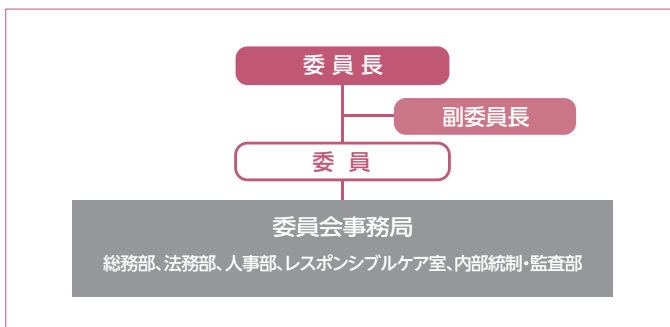 委員長
副委員長
委員
委員会事務局
総務部、法務部、人事部、レスポンシブルケア室、内部統制・監査部